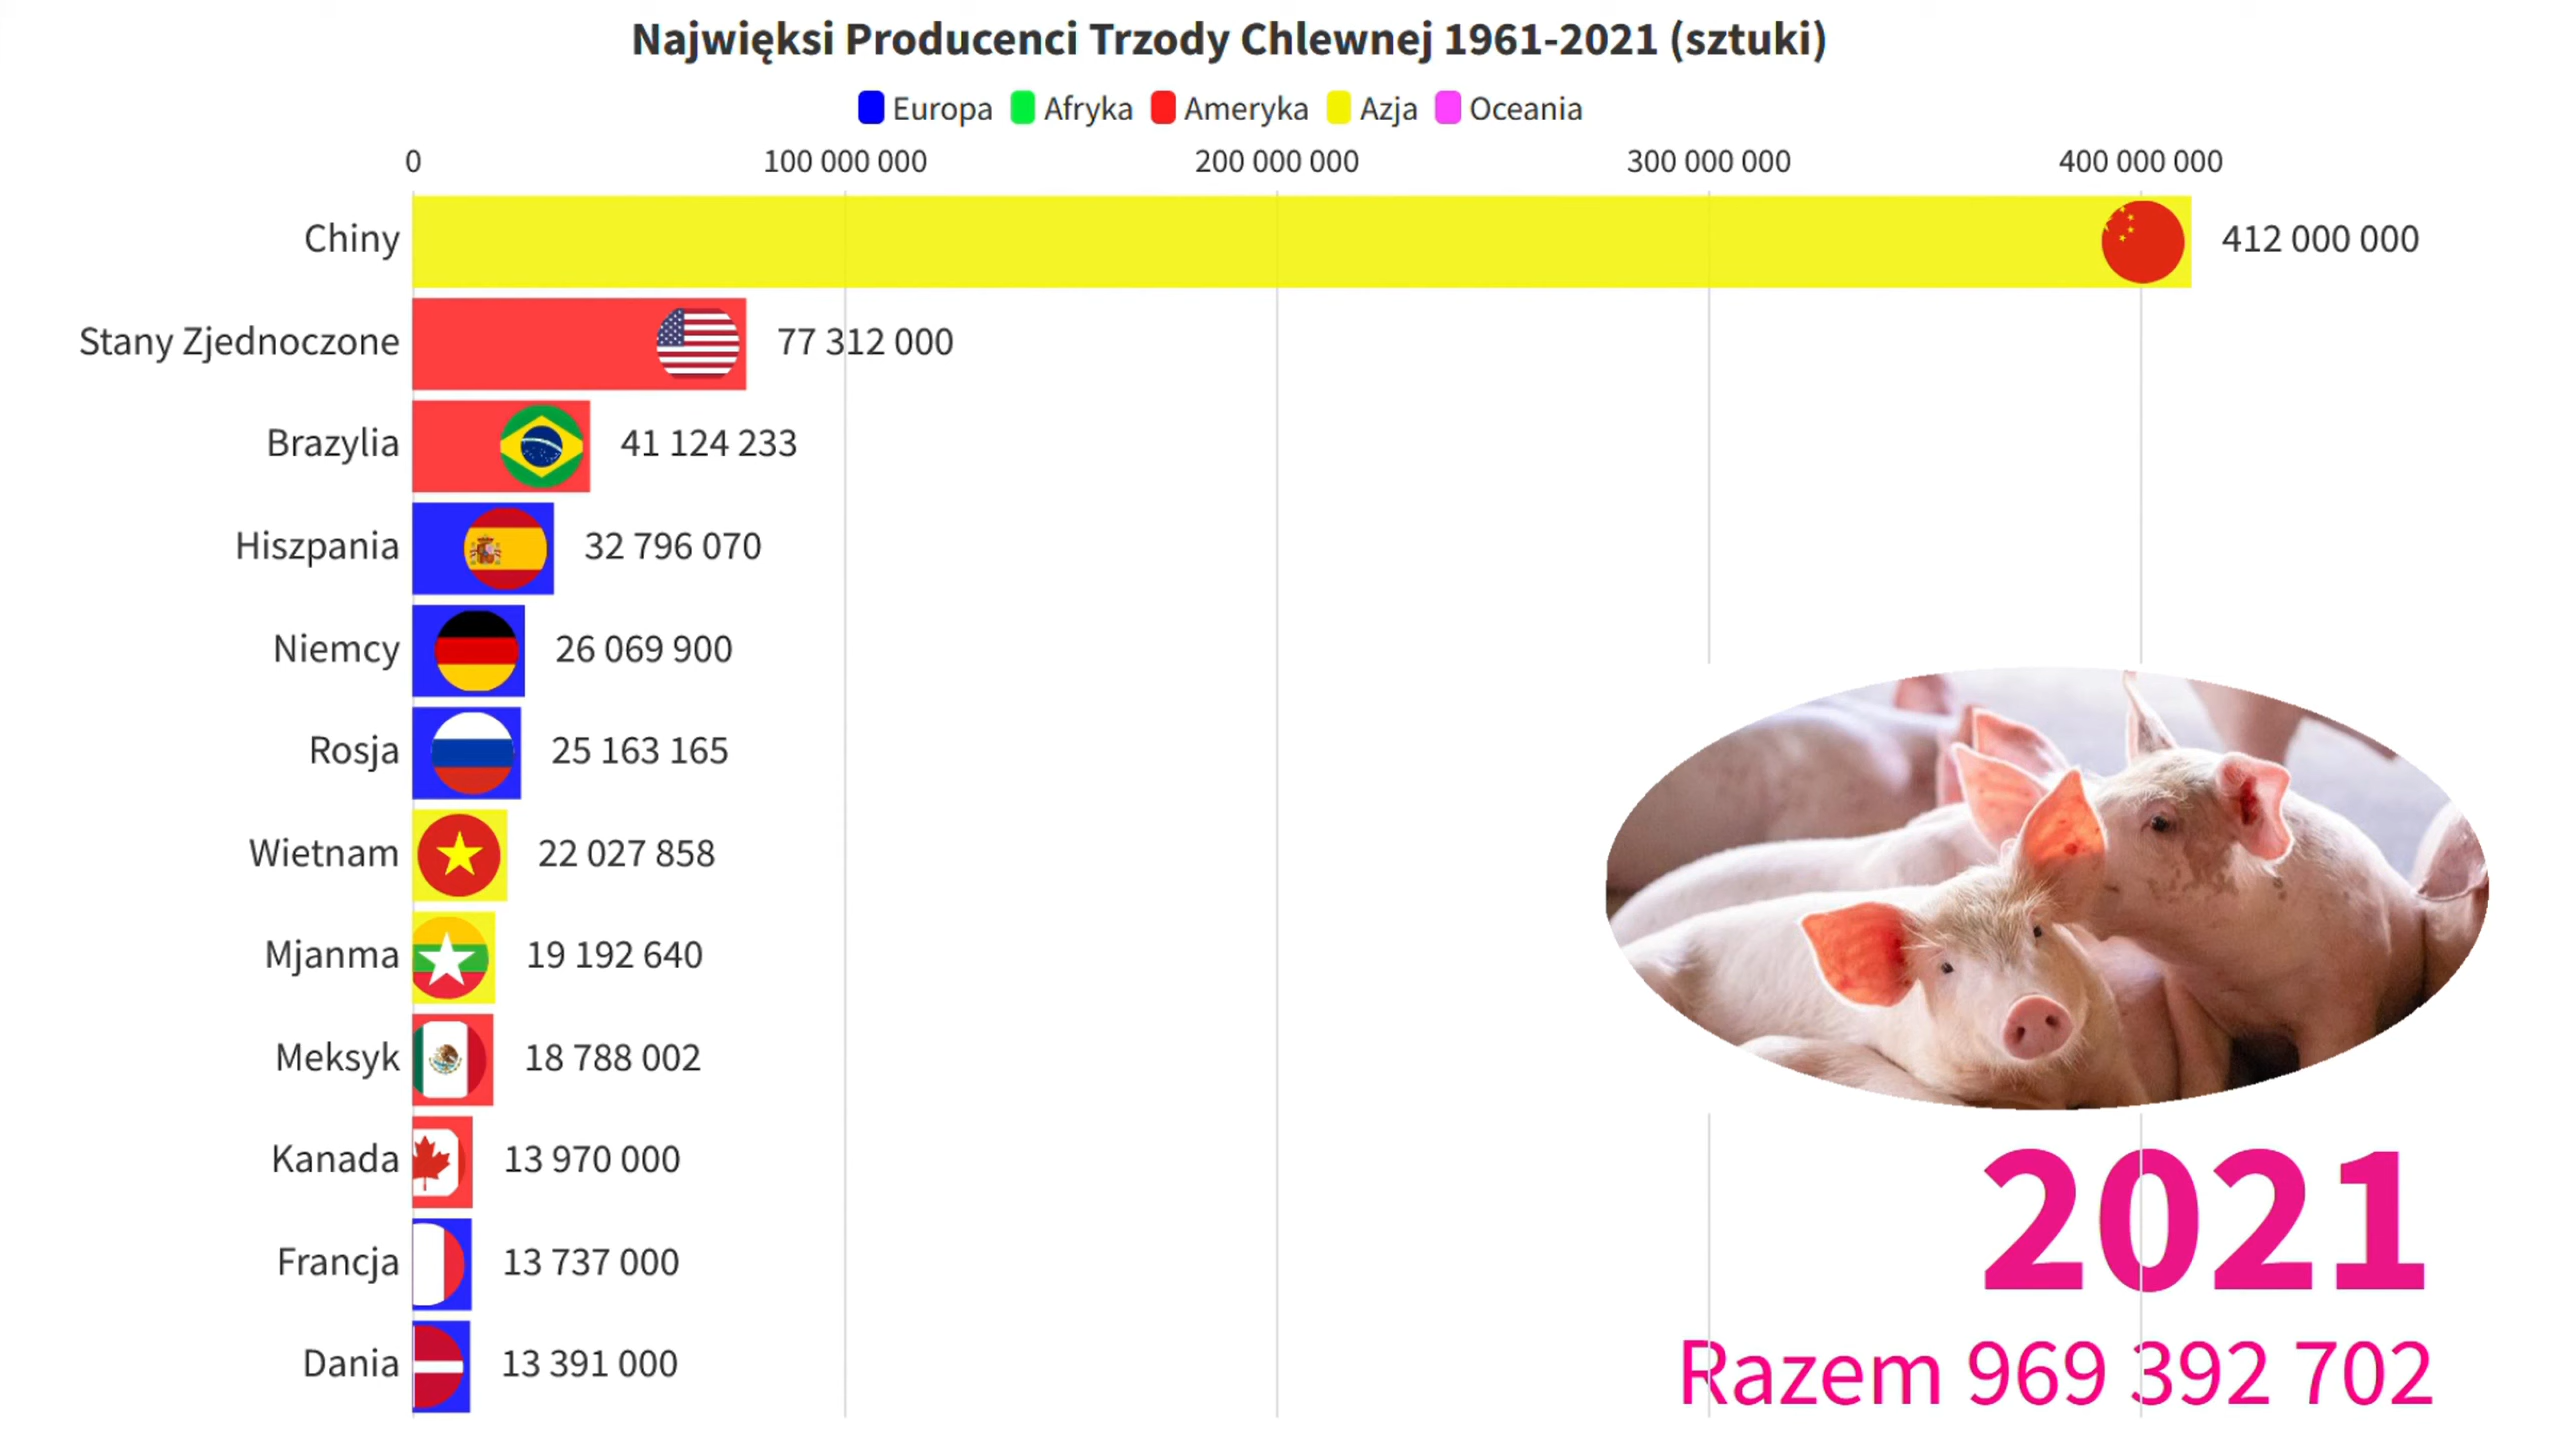 Najwięksi Producenci Trzody Chlewnej 1961-2021 (sztuki)
Europa Afryka Ameryka Azja Oceania
0 100 000 000 200 000 000 300 000 000 400 000 000
Chiny 412 000 000
Stany Zjednoczone 77 312 000
Brazylia 41 124 233
Hiszpania 32 796 070
Niemcy 26 069 900
Rosja 25 163 165
Wietnam 22 027 858
Mjanma 19 192 640
Meksyk 18 788 002
Kanada 13 970 000
Francja 13 737 000
Dania 13 391 000
2021
Razem 969 392 702